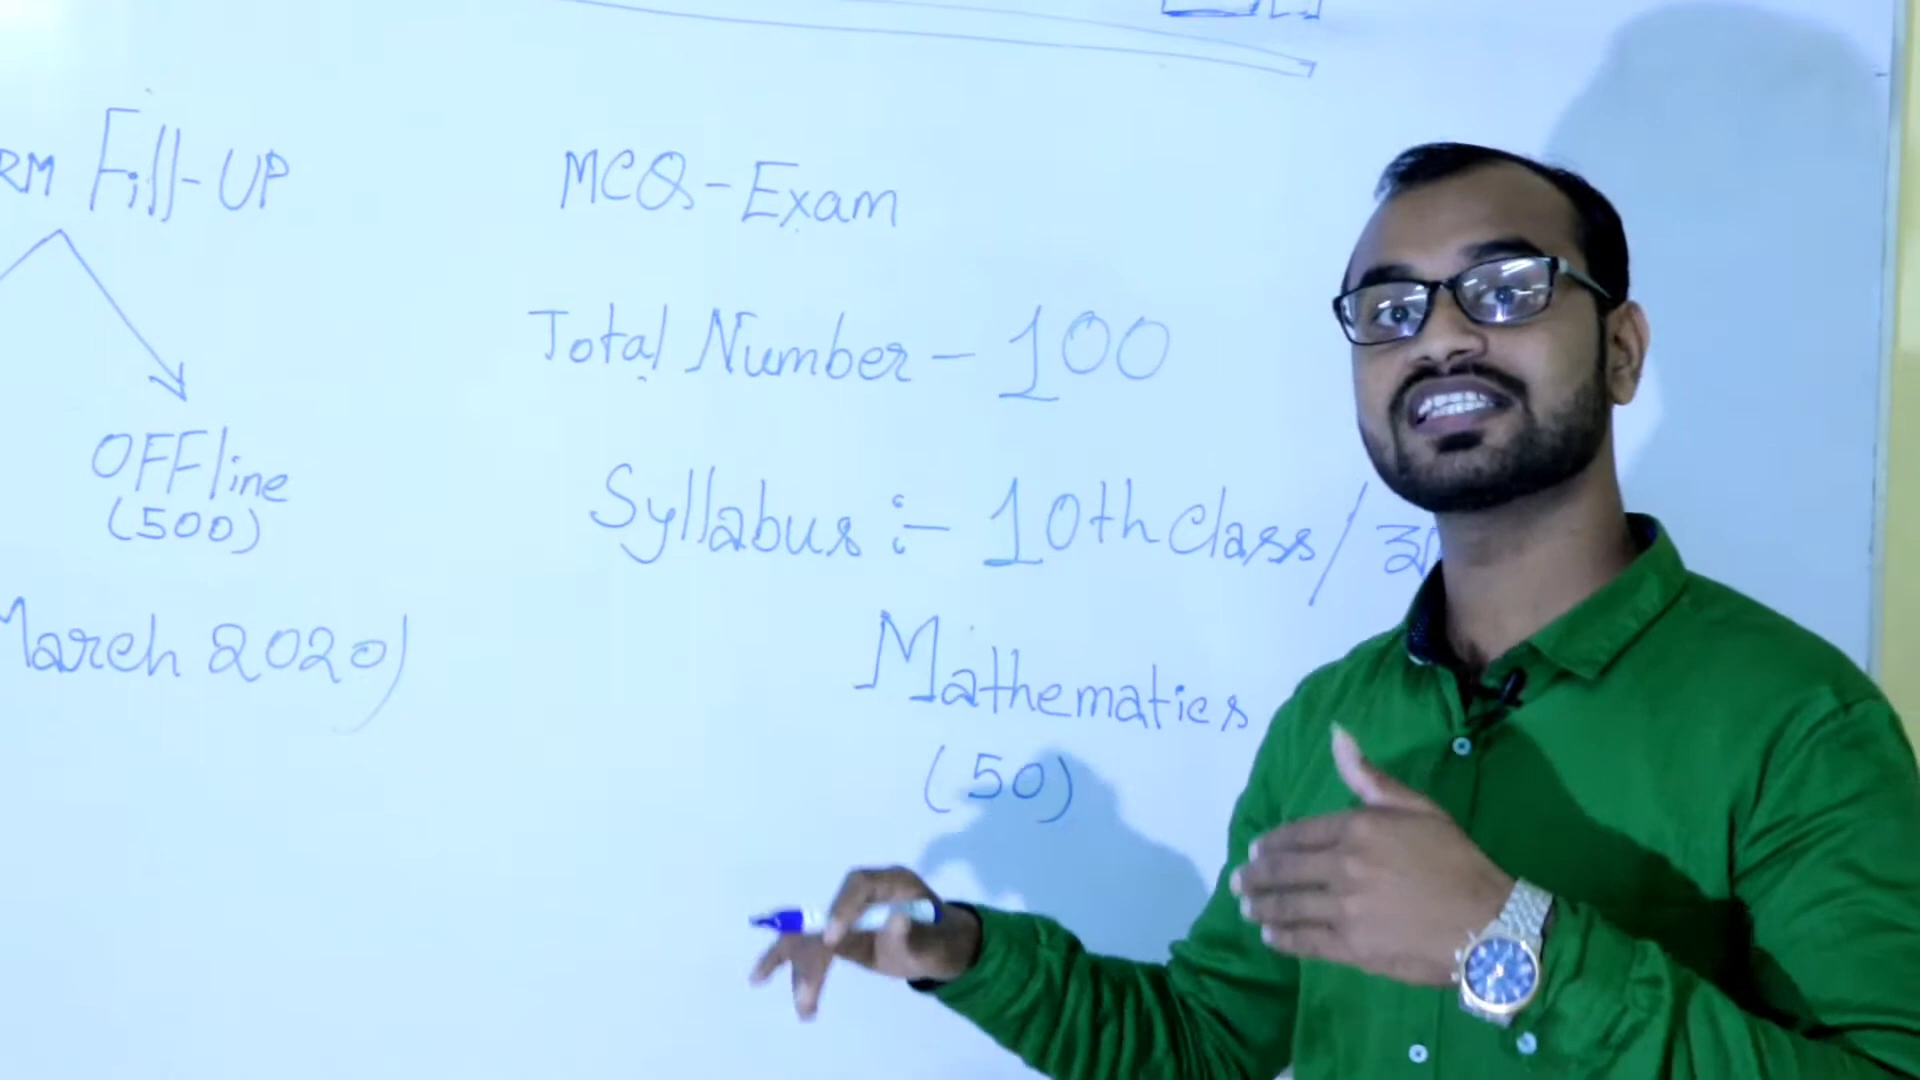 Fill-UP
OFFline
(500)
March 2020)
MCQ-Exam
Total Number - 100
Syllabus :- 10th Class /
Mathematics
(50)